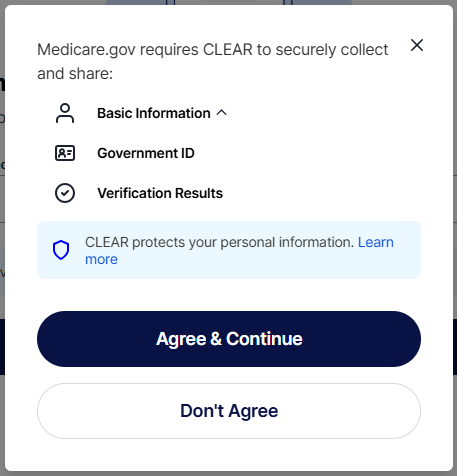 Medicare.gov requires CLEAR to securely collect
and share:
Basic Information
Government ID
Verification Results
CLEAR protects your personal information. Learn
more
Agree & Continue
Don't Agree